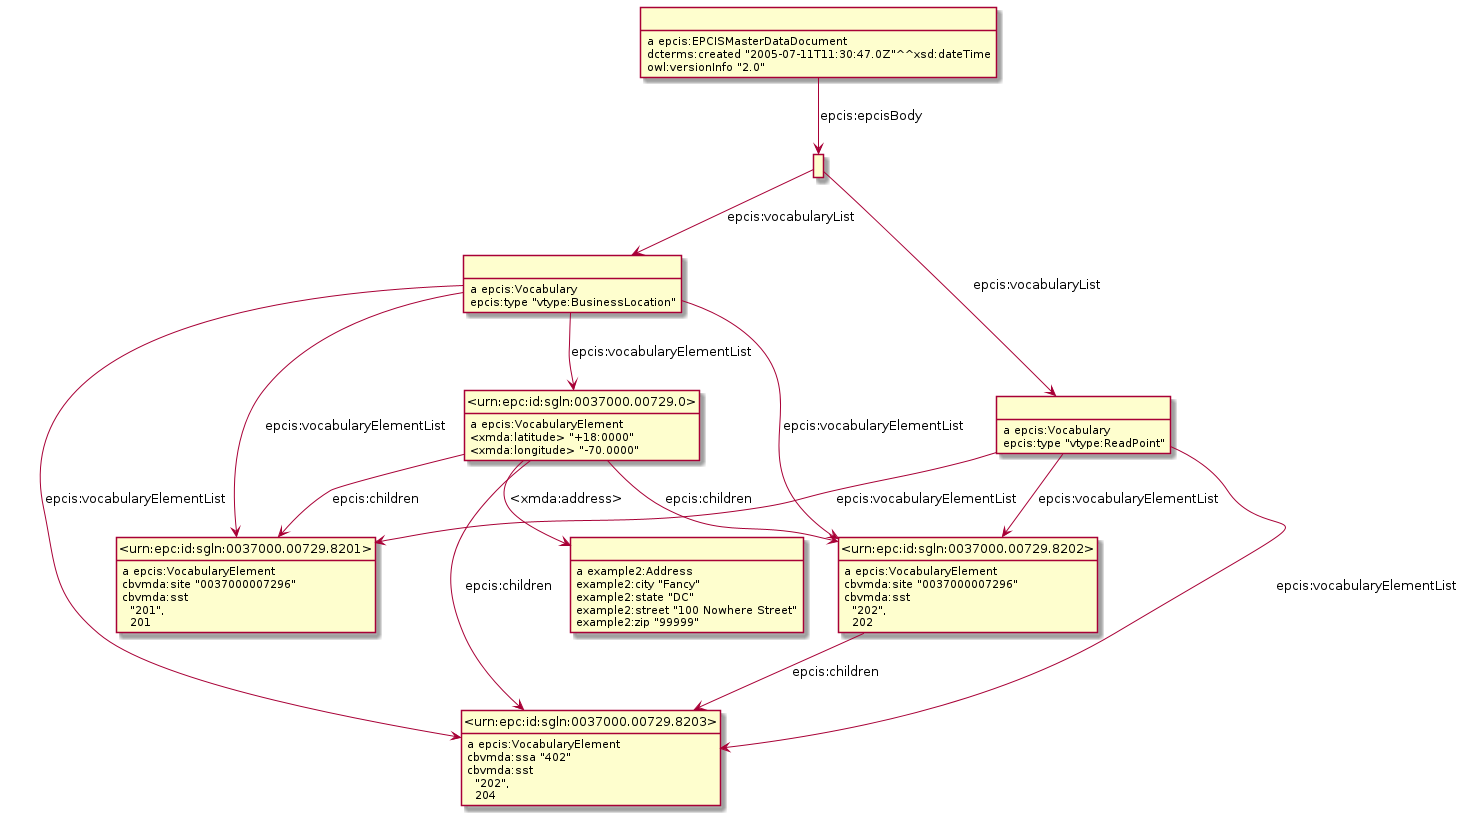 a epcis:EPCISMasterDataDocument
dcterms:created "2005-07-11T11:30:47.0Z"^^xsd:dateTime
owl:versionInfo "2.0"
epcis:epcisBody
epcis:vocabularyList
epcis:vocabularyList
a epcis:Vocabulary
epcis:type "vtype:BusinessLocation"
epcis:vocabularyElementList
<urn:epc:id:sgln:0037000.00729.0>
a epcis:VocabularyElement
<xmda:latitude> "+18:0000"
<xmda:longitude> "-70.0000"
a epcis:Vocabulary
epcis:type "vtype:ReadPoint"
epcis:vocabularyElementList
epcis:vocabularyElementList
epcis:vocabularyElementList
epcis:children
<xmda:address>
epcis:children
epcis:vocabularyElementList
epcis:vocabularyElementList
<urn:epc:id:sgln:0037000.00729.8201>
a epcis:VocabularyElement
cbvmda:site "0037000007296"
cbvmda:sst
"201",
201
epcis:children
a example2:Address
example2:city "Fancy"
example2:state "DC"
example2:street "100 Nowhere Street"
example2:zip "99999"
<urn:epc:id:sgln:0037000.00729.8202>
a epcis:VocabularyElement
cbvmda:site "0037000007296"
cbvmda:sst
"202",
202
epcis:vocabularyElementList
epcis:children
<urn:epc:id:sgln:0037000.00729.8203>
a epcis:VocabularyElement
cbvmda:ssa "402"
cbvmda:sst
"202",
204